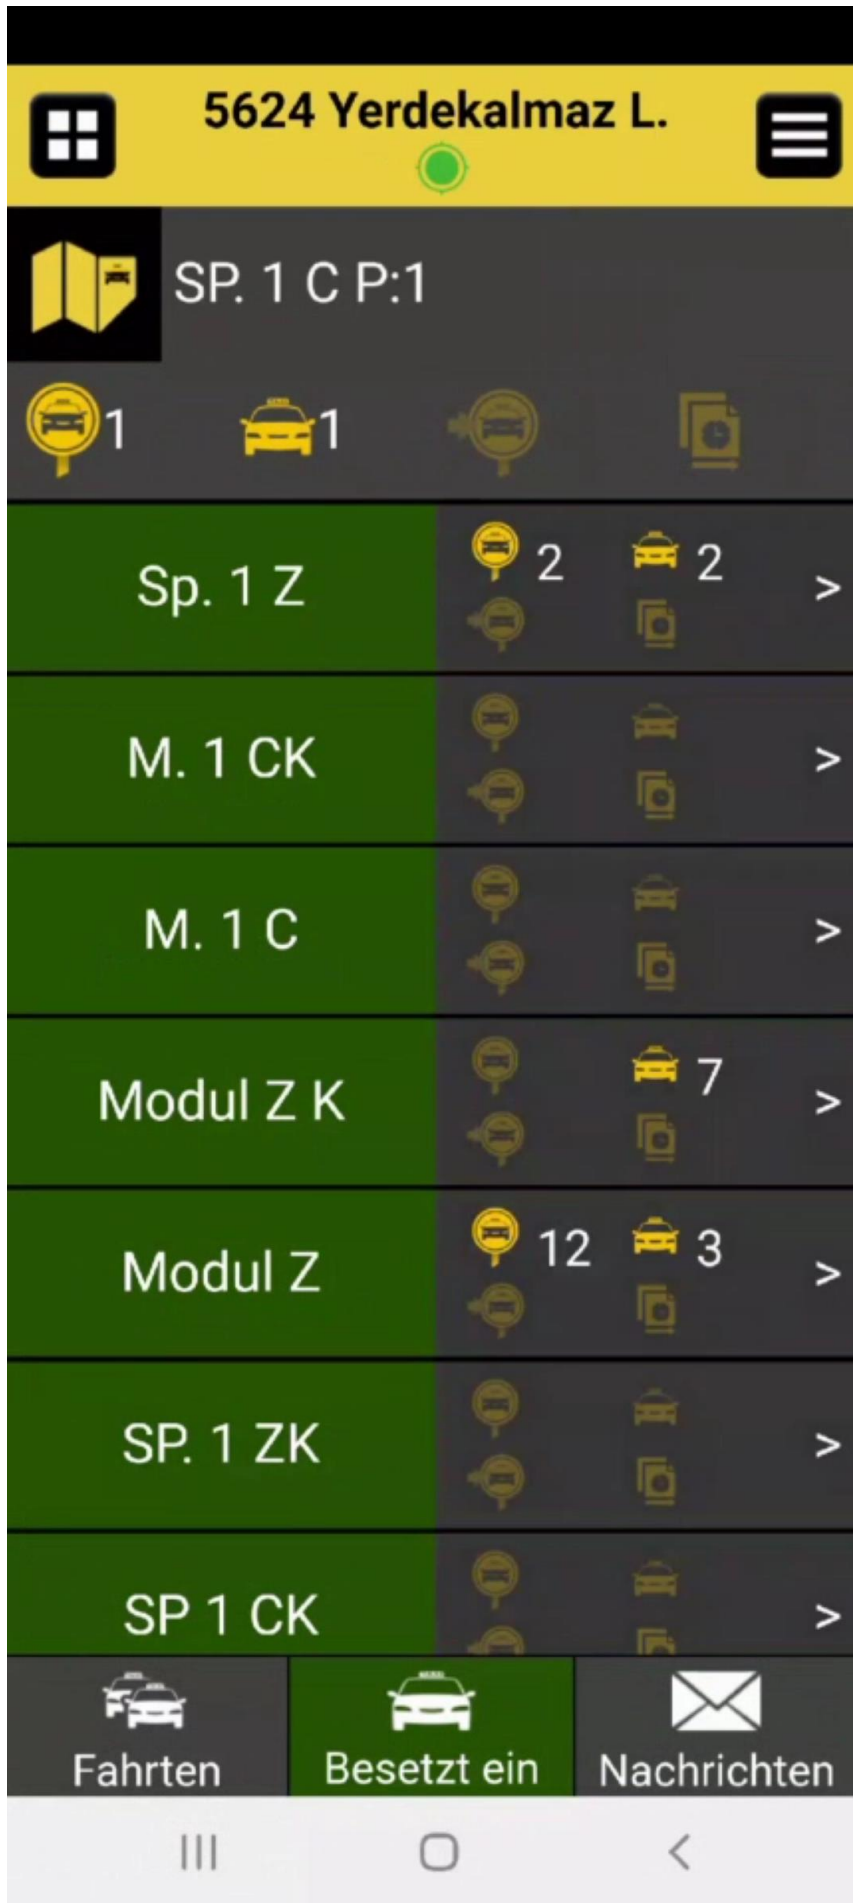 5624 Yerdekalmaz L.
SP. 1 C P:1
1 1
Sp. 1 Z 2 2 >
M. 1 CK >
M. 1 C >
Modul Z K 7 >
Modul Z 12 3 >
SP. 1 ZK >
SP 1 CK >
Fahrten Besetzt ein Nachrichten